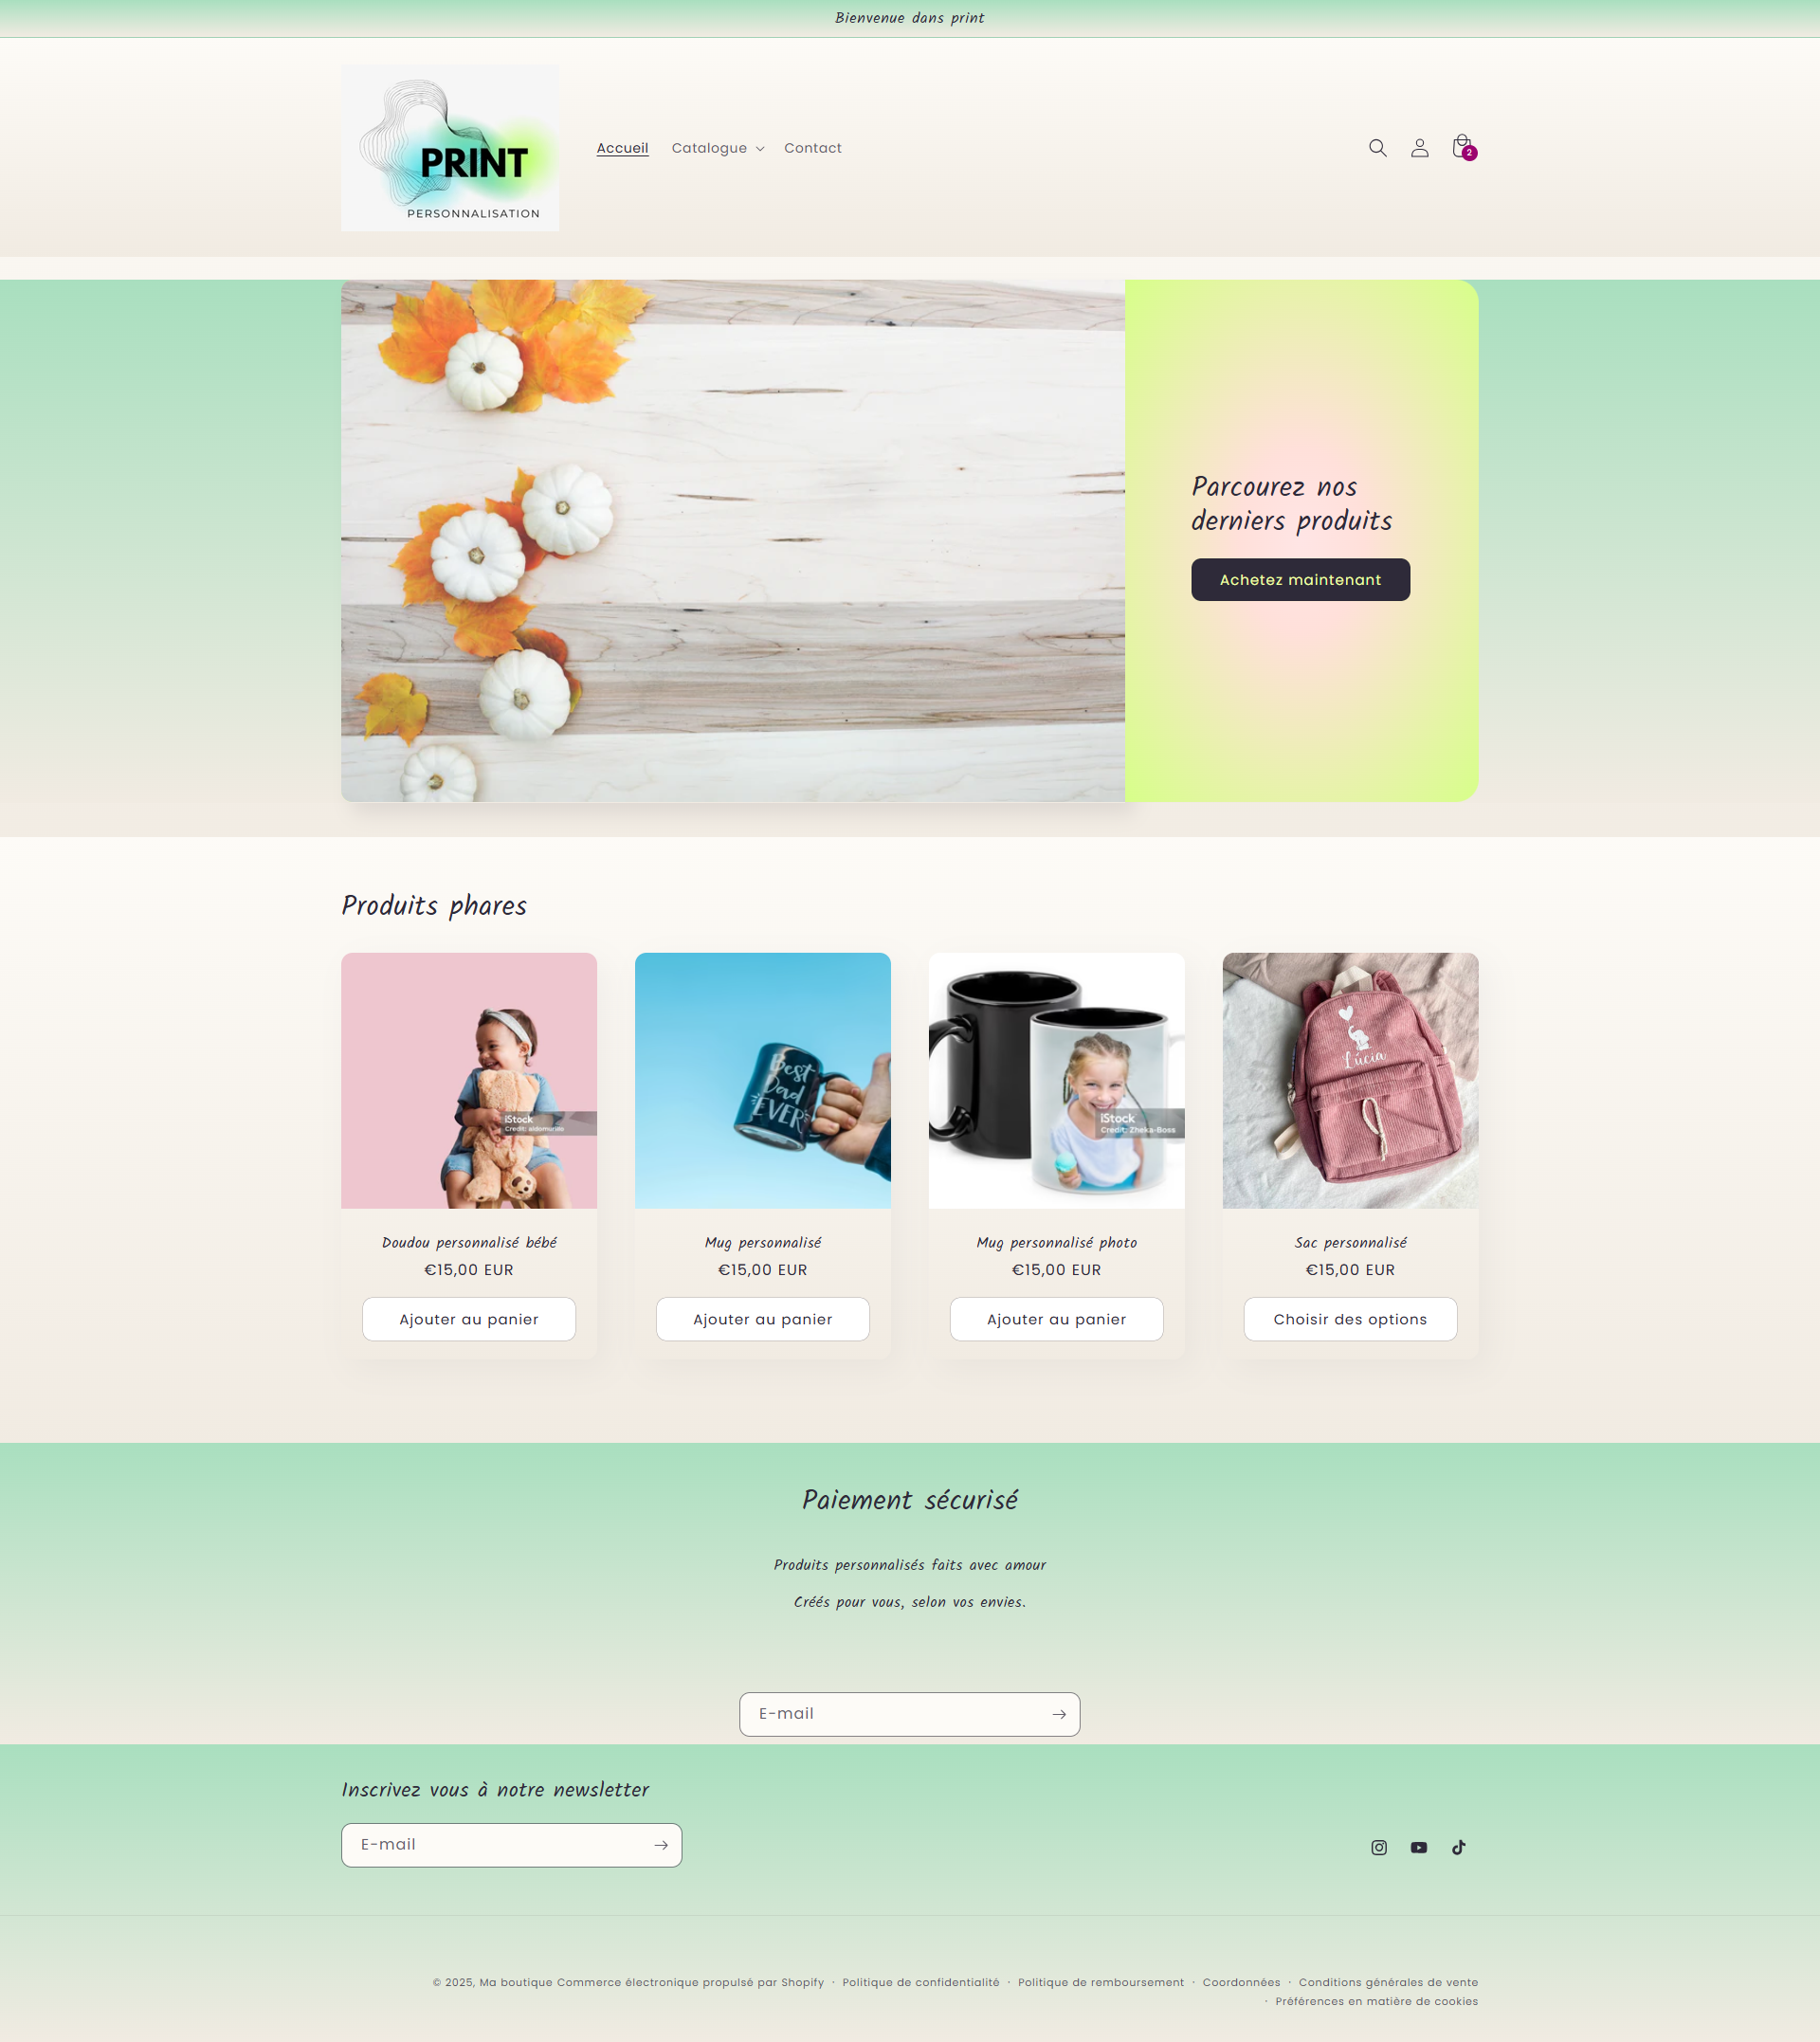 Bienvenue dans print
PRINT
PERSONNALISATION
Accueil
Catalogue
Contact
2
Parcourez nos
derniers produits
Achetez maintenant
Produits phares
iStock
Credit: aldomurillo
Best
Dad
EVER
iStock
Credit: Zheka-Boss
Lúcia
Doudou personnalisé bébé
€15,00 EUR
Ajouter au panier
Mug personnalisé
€15,00 EUR
Ajouter au panier
Mug personnalisé photo
€15,00 EUR
Ajouter au panier
Sac personnalisé
€15,00 EUR
Choisir des options
Paiement sécurisé
Produits personnalisés faits avec amour
Créés pour vous, selon vos envies.
E-mail
Inscrivez vous à notre newsletter
E-mail
© 2025, Ma boutique Commerce électronique propulsé par Shopify · Politique de confidentialité · Politique de remboursement · Coordonnées · Conditions générales de vente
· Préférences en matière de cookies